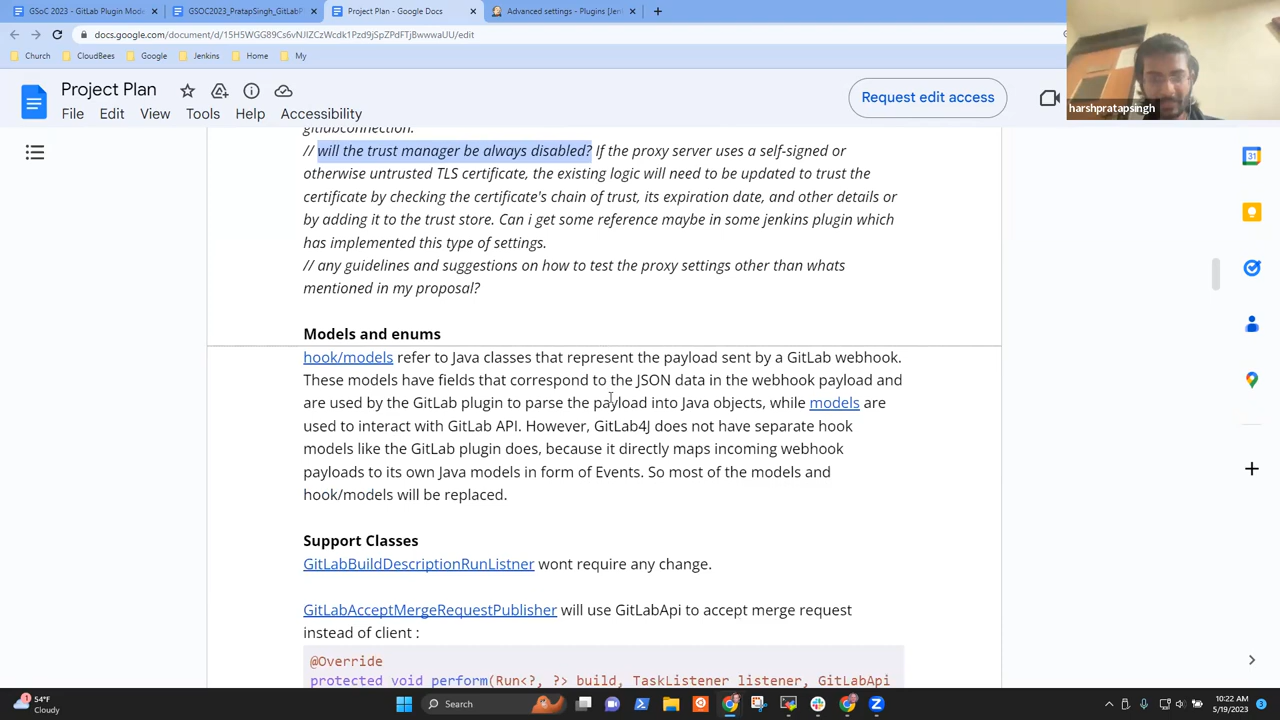 GSoC 2023 - GitLab Plugin Mode
GSOC2023_PratapSingh_GitLabP
Project Plan - Google Docs
Advanced settings - Plugins [Jenk
docs.google.com/document/d/15H5WGG89Cs6vNJIZCzWcdk1Pzd9jSpZPdFTjBwwwaUU/edit
Church
CloudBees
Google
Jenkins
Home
My
Project Plan
File Edit View Tools Help Accessibility
Request edit access
harshpratapsingh
gitlabconnection.
// will the trust manager be always disabled? If the proxy server uses a self-signed or
otherwise untrusted TLS certificate, the existing logic will need to be updated to trust the
certificate by checking the certificate's chain of trust, its expiration date, and other details or
by adding it to the trust store. Can i get some reference maybe in some jenkins plugin which
has implemented this type of settings.
// any guidelines and suggestions on how to test the proxy settings other than whats
mentioned in my proposal?
Models and enums
hook/models refer to Java classes that represent the payload sent by a GitLab webhook.
These models have fields that correspond to the JSON data in the webhook payload and
are used by the GitLab plugin to parse the payload into Java objects, while models are
used to interact with GitLab API. However, GitLab4J does not have separate hook
models like the GitLab plugin does, because it directly maps incoming webhook
payloads to its own Java models in form of Events. So most of the models and
hook/models will be replaced.
Support Classes
GitLabBuildDescriptionRunListner wont require any change.
GitLabAcceptMergeRequestPublisher will use GitLabApi to accept merge request
instead of client :
@Override
protected void perform(Run<?, ?> build, TaskListener listener, GitLabApi
31
54°F
Cloudy
Search
10:22 AM
5/19/2023
3